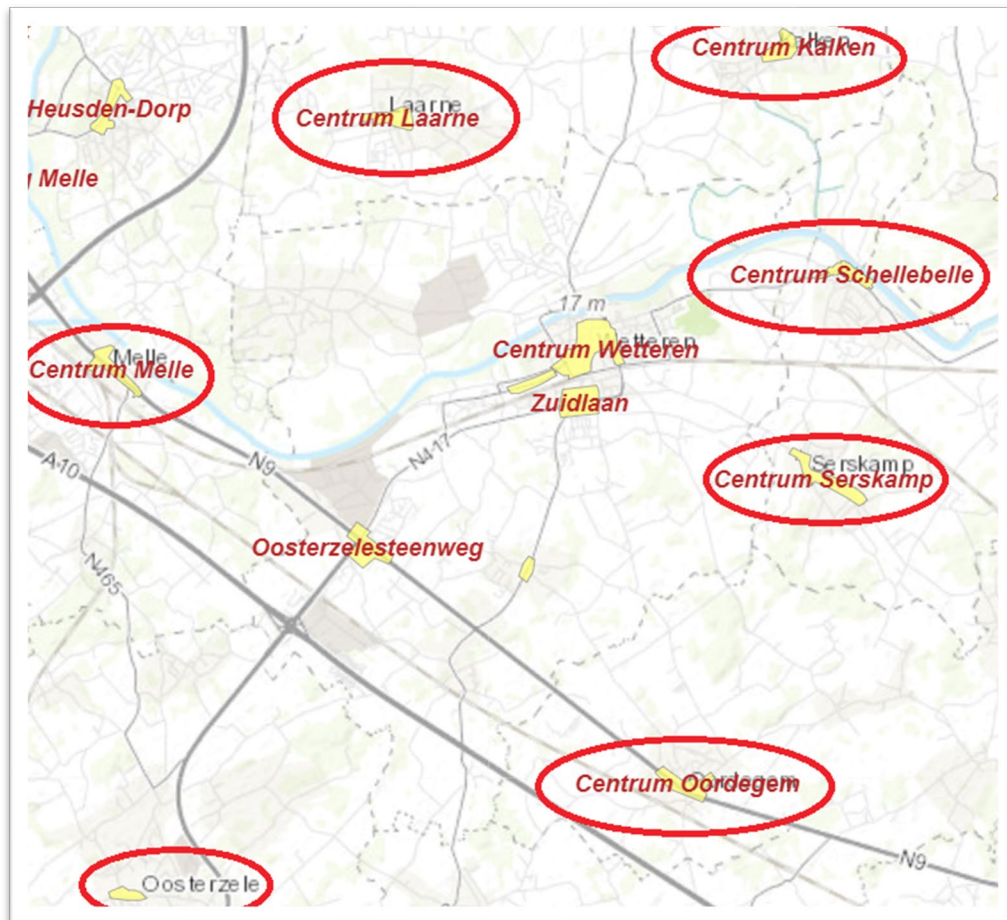 Centrum Kalken
Laarne
Centrum Laarne
Heusden-Dorp
Melle
Centrum Schellebelle
17 m
Melle
Centrum Melle
Centrum Wetteren
Zuidlaan
N417
N9
A-10
Serskamp
Centrum Serskamp
Oosterzelesteenweg
N465
Centrum Oordegem
N9
Oosterzele